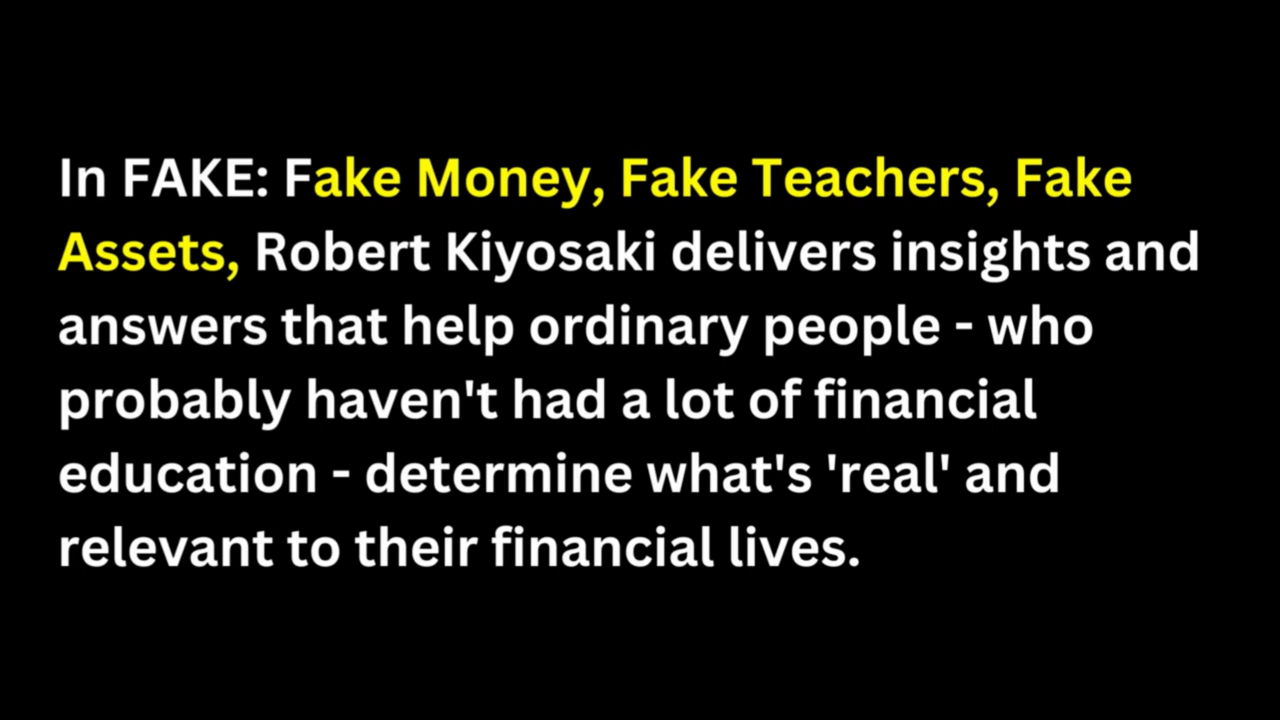 In FAKE: Fake Money, Fake Teachers, Fake
Assets, Robert Kiyosaki delivers insights and
answers that help ordinary people - who
probably haven't had a lot of financial
education - determine what's 'real' and
relevant to their financial lives.